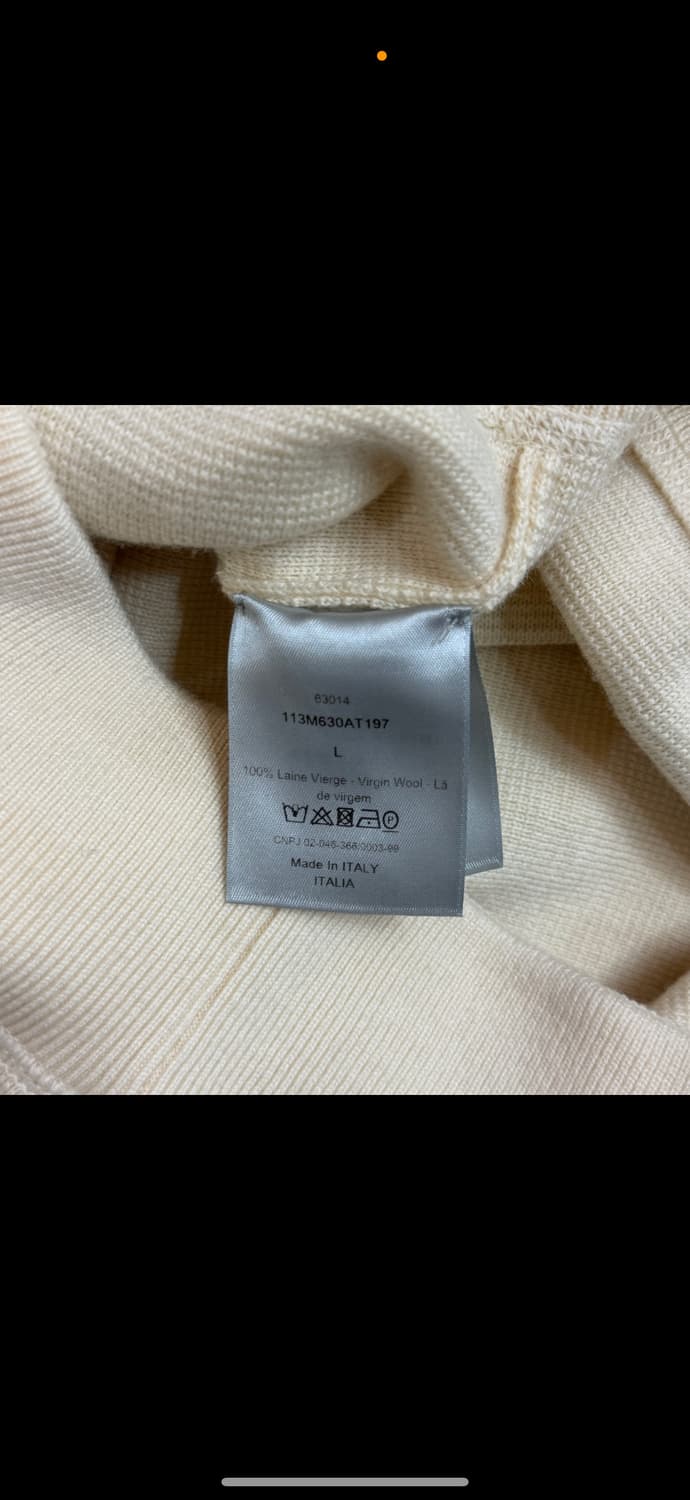 63014
113M630AT197
L
100% Laine Vierge - Virgin Wool - Lã
de virgem
P
CNPJ 02-046-366/0003-99
Made In ITALY
ITALIA